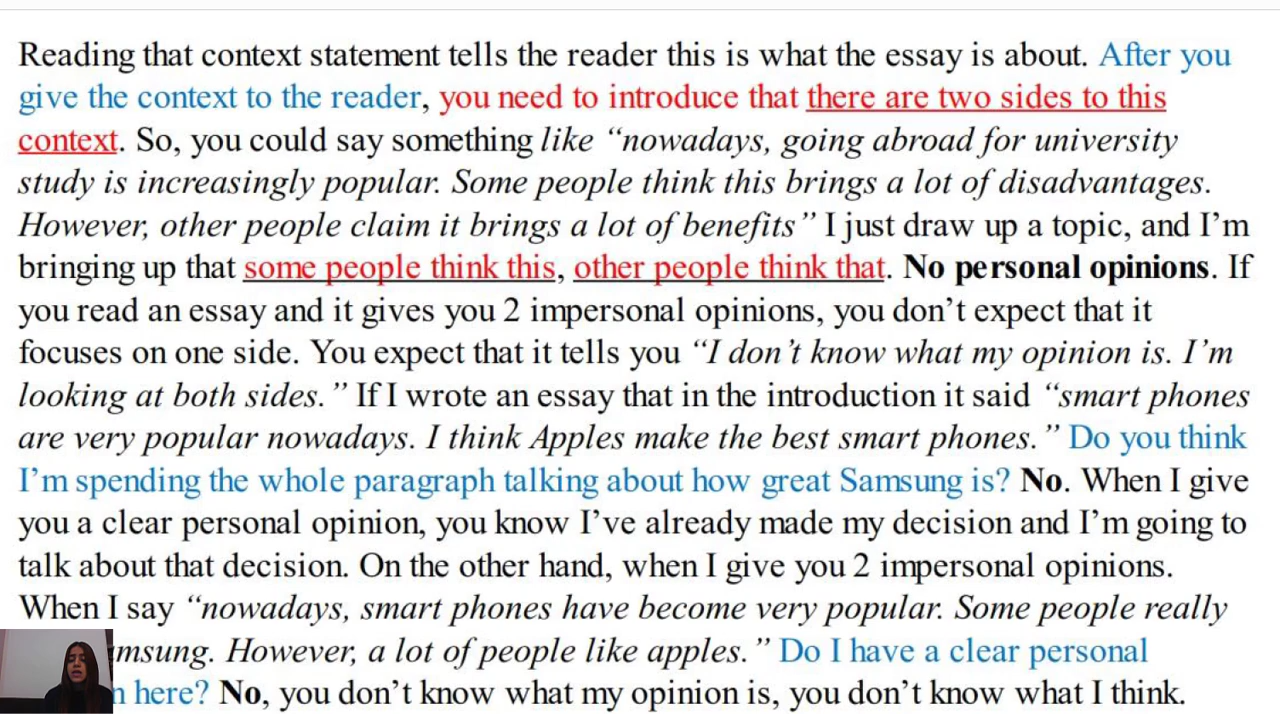 Reading that context statement tells the reader this is what the essay is about. After you
give the context to the reader, you need to introduce that there are two sides to this
context. So, you could say something like “nowadays, going abroad for university
study is increasingly popular. Some people think this brings a lot of disadvantages.
However, other people claim it brings a lot of benefits” I just draw up a topic, and I’m
bringing up that some people think this, other people think that. No personal opinions. If
you read an essay and it gives you 2 impersonal opinions, you don’t expect that it
focuses on one side. You expect that it tells you “I don’t know what my opinion is. I’m
looking at both sides.” If I wrote an essay that in the introduction it said “smart phones
are very popular nowadays. I think Apples make the best smart phones.” Do you think
I’m spending the whole paragraph talking about how great Samsung is? No. When I give
you a clear personal opinion, you know I’ve already made my decision and I’m going to
talk about that decision. On the other hand, when I give you 2 impersonal opinions.
When I say “nowadays, smart phones have become very popular. Some people really
msung. However, a lot of people like apples.” Do I have a clear personal
n here? No, you don’t know what my opinion is, you don’t know what I think.